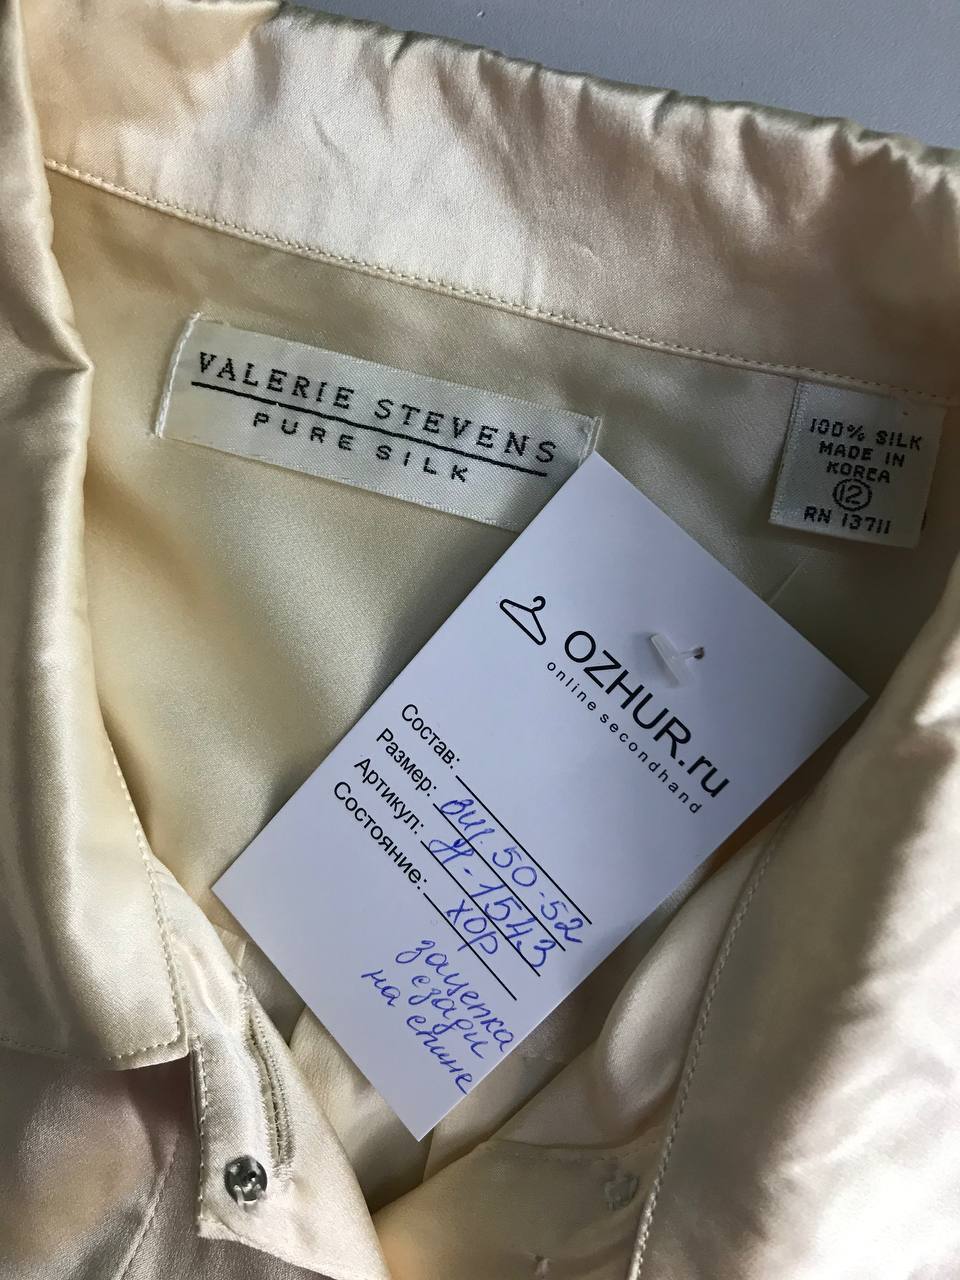 VALERIE STEVENS
PURE SILK
100% SILK
MADE IN
KOREA
12
RN 13711
OZHUR.ru
online secondhand
Состав:
Размер: виз. 50-52
Артикул: Н-1543
Состояние: хор
зацепка
сзади
на спине